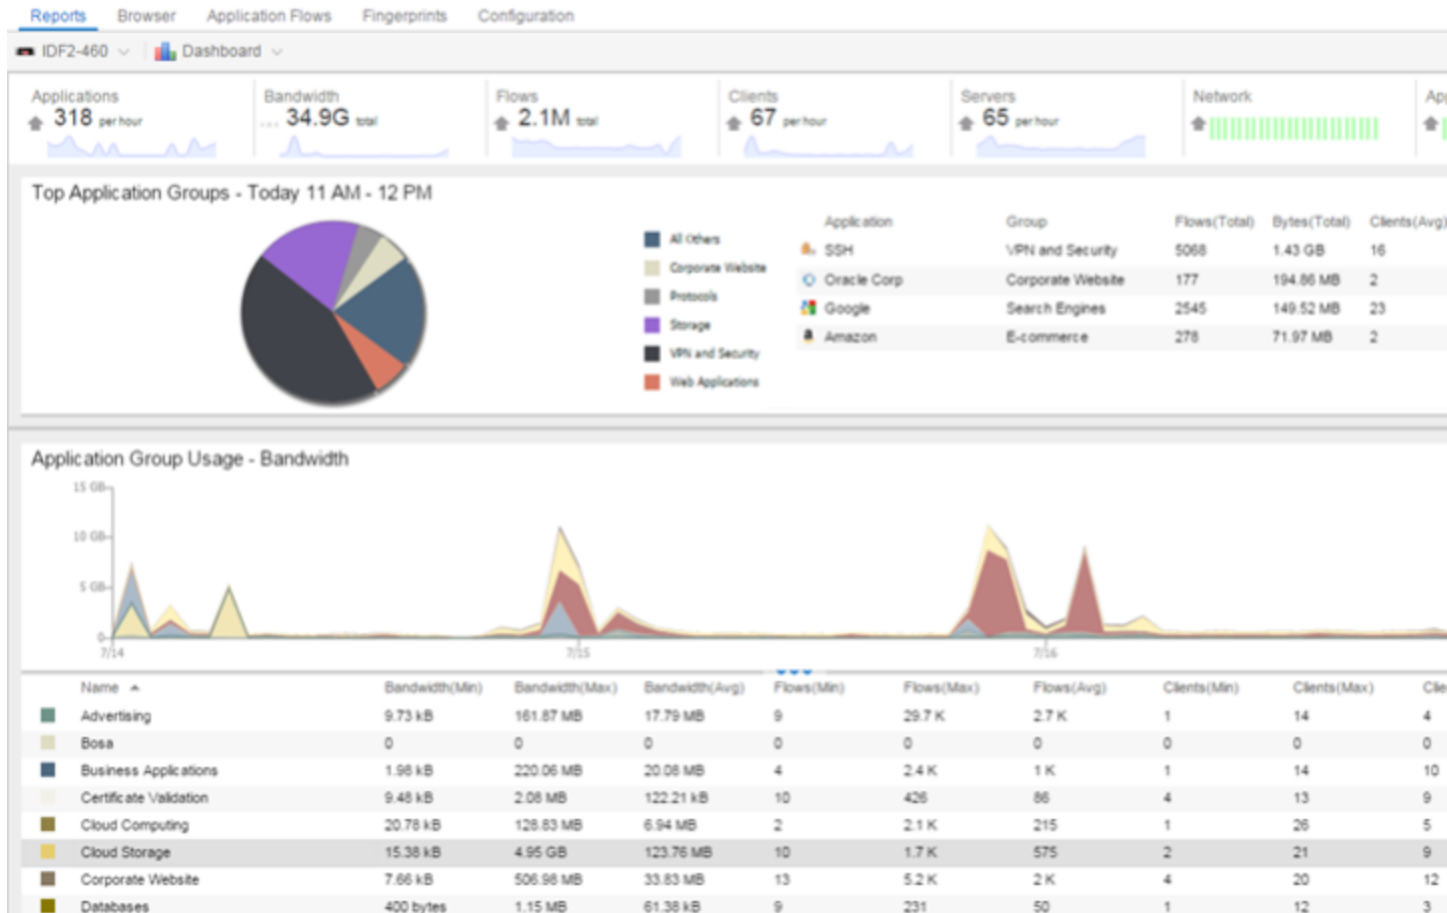 Reports Browser Application Flows Fingerprints Configuration
IDF2-460 Dashboard
Applications Bandwidth Flows Clients Servers Network
318 per hour ... 34.9G total 2.1M total 67 per hour 65 per hour
Top Application Groups - Today 11 AM - 12 PM
All Others
Corporate Website
Protocols
Storage
VPN and Security
Web Applications
Application Group Flows(Total) Bytes(Total) Clients(Avg)
SSH VPN and Security 5068 1.43 GB 16
Oracle Corp Corporate Website 177 194.86 MB 2
Google Search Engines 2545 149.52 MB 23
Amazon E-commerce 278 71.97 MB 2
Application Group Usage - Bandwidth
15 GB
10 GB
5 GB
0
7/14 7/15 7/16
Name Bandwidth(Min) Bandwidth(Max) Bandwidth(Avg) Flows(Min) Flows(Max) Flows(Avg) Clients(Min) Clients(Max) Clie
Advertising 9.73 kB 161.87 MB 17.79 MB 9 29.7 K 2.7 K 1 14 4
Bosa 0 0 0 0 0 0 0 0 0
Business Applications 1.98 kB 220.06 MB 20.08 MB 4 2.4 K 1 K 1 14 10
Certificate Validation 9.48 kB 2.08 MB 122.21 kB 10 426 86 4 13 9
Cloud Computing 20.78 kB 128.83 MB 6.94 MB 2 2.1 K 215 1 26 5
Cloud Storage 15.38 kB 4.95 GB 123.76 MB 10 1.7 K 575 2 21 9
Corporate Website 7.66 kB 506.98 MB 33.83 MB 13 5.2 K 2 K 4 20 12
Databases 400 bytes 1.15 MB 61.38 kB 9 231 50 1 12 3